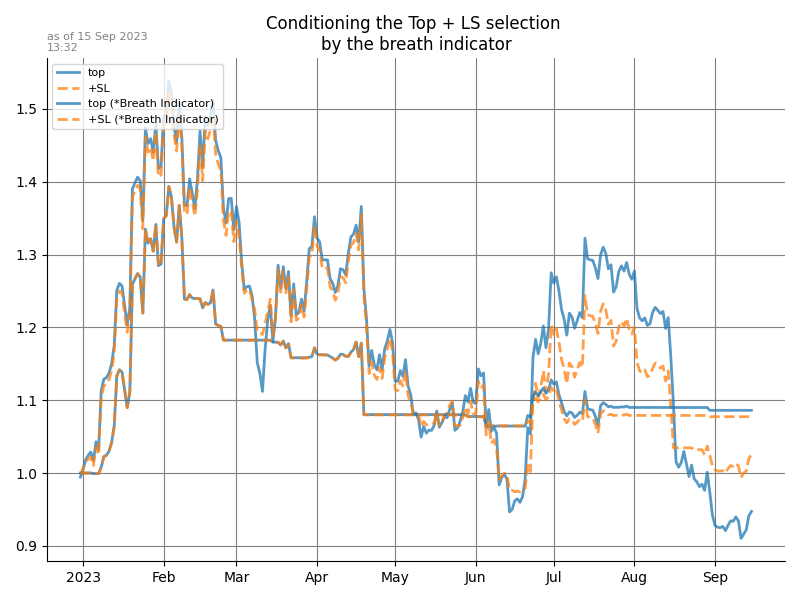 Conditioning the Top + LS selection
by the breath indicator
as of 15 Sep 2023
13:32
top
+SL
top (*Breath Indicator)
+SL (*Breath Indicator)
1.5
1.4
1.3
1.2
1.1
1.0
0.9
2023 Feb Mar Apr May Jun Jul Aug Sep